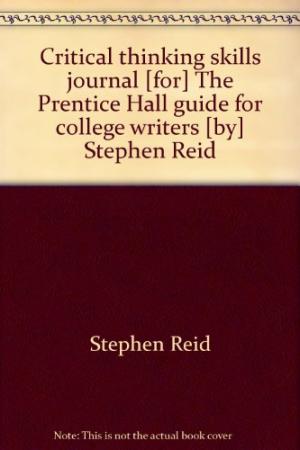 Critical thinking skills
journal [for] The
Prentice Hall guide for
college writers [by]
Stephen Reid
Stephen Reid
Note: This is not the actual book cover